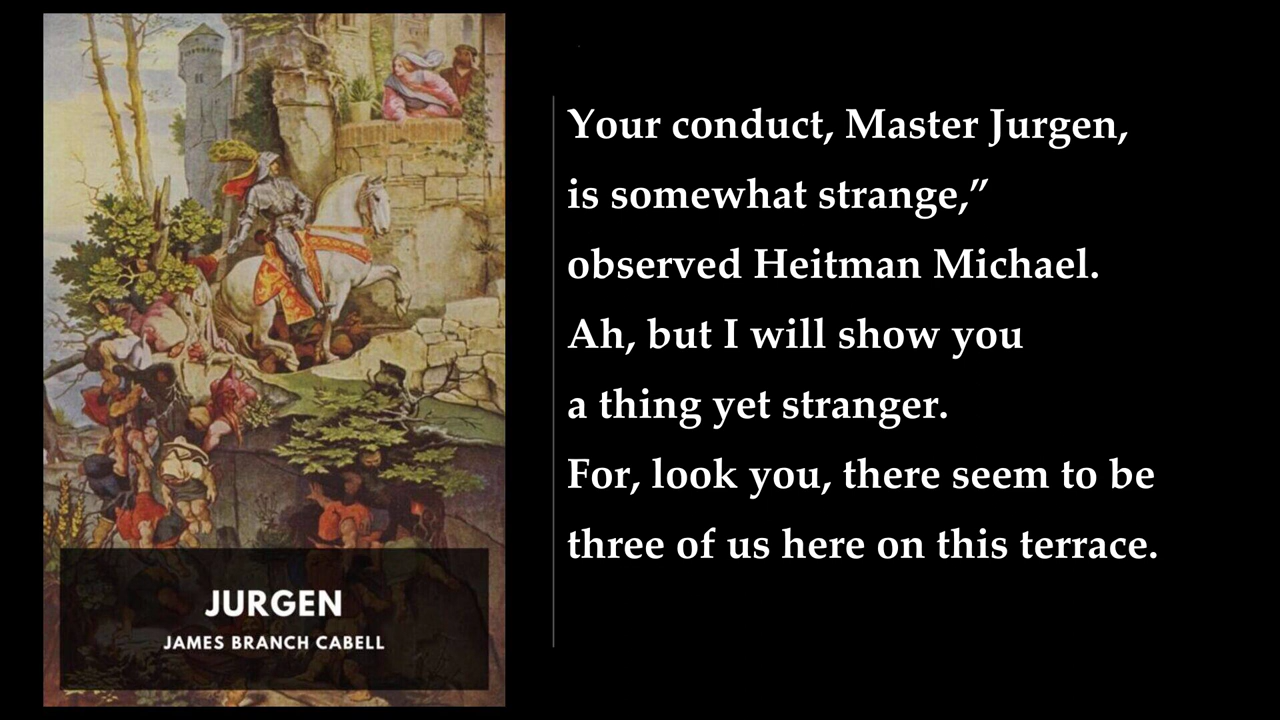 Your conduct, Master Jurgen,
is somewhat strange,”
observed Heitman Michael.
Ah, but I will show you
a thing yet stranger.
For, look you, there seem to be
three of us here on this terrace.
JURGEN
JAMES BRANCH CABELL